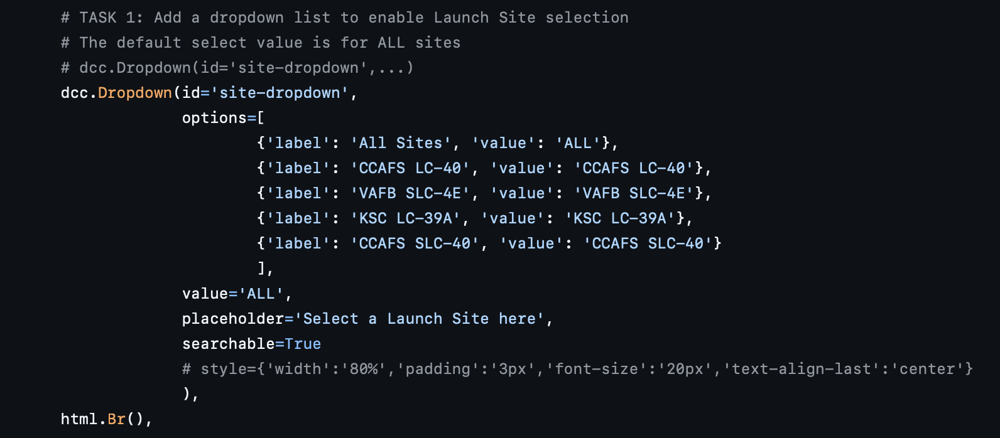 # TASK 1: Add a dropdown list to enable Launch Site selection
# The default select value is for ALL sites
# dcc.Dropdown(id='site-dropdown',...)
dcc.Dropdown(id='site-dropdown',
options=[
{'label': 'All Sites', 'value': 'ALL'},
{'label': 'CCAFS LC-40', 'value': 'CCAFS LC-40'},
{'label': 'VAFB SLC-4E', 'value': 'VAFB SLC-4E'},
{'label': 'KSC LC-39A', 'value': 'KSC LC-39A'},
{'label': 'CCAFS SLC-40', 'value': 'CCAFS SLC-40'}
],
value='ALL',
placeholder='Select a Launch Site here',
searchable=True
# style={'width':'80%','padding':'3px','font-size':'20px','text-align-last':'center'}
),
html.Br(),